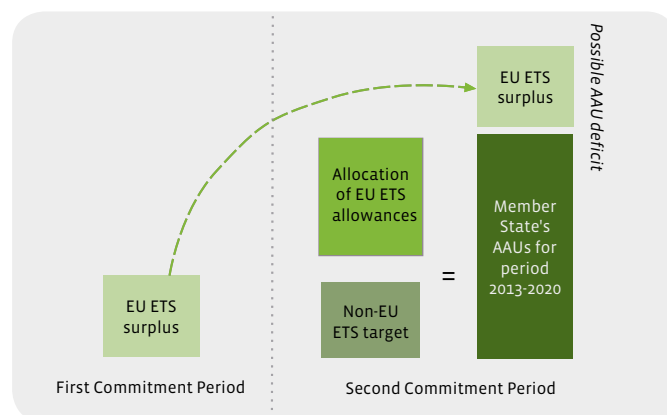 EU ETS
surplus
First Commitment Period
Allocation
of EU ETS
allowances
Non-EU
ETS target
=
EU ETS
surplus
Member
State's
AAUs for
period
2013-2020
Possible AAU deficit
Second Commitment Period